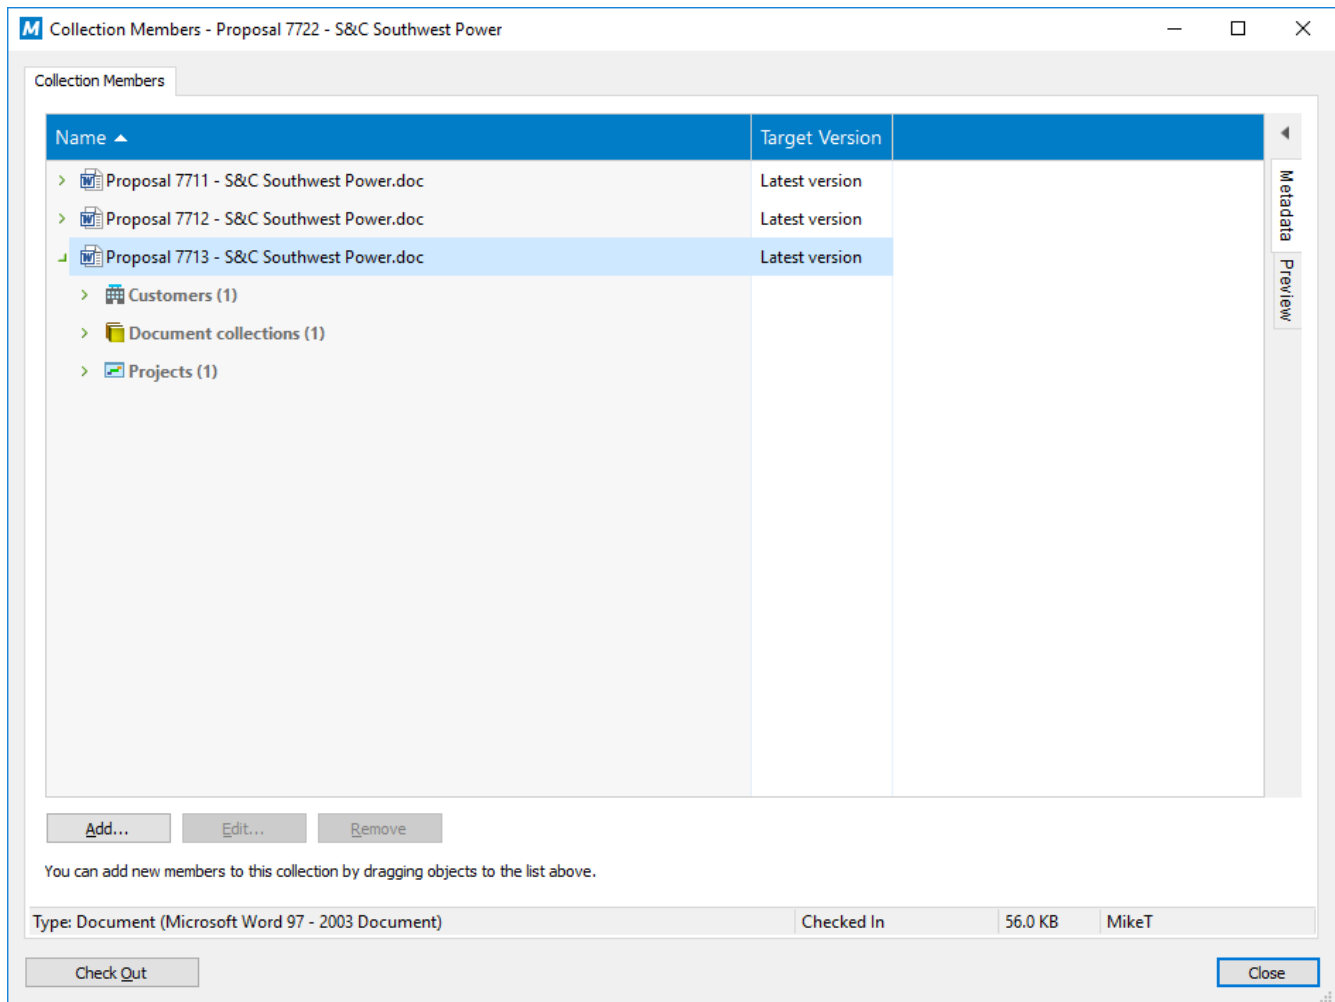 Collection Members - Proposal 7722 - S&C Southwest Power
Collection Members
Name Target Version
Proposal 7711 - S&C Southwest Power.doc Latest version
Proposal 7712 - S&C Southwest Power.doc Latest version
Proposal 7713 - S&C Southwest Power.doc Latest version
Customers (1)
Document collections (1)
Projects (1)
Metadata
Preview
Add... Edit... Remove
You can add new members to this collection by dragging objects to the list above.
Type: Document (Microsoft Word 97 - 2003 Document) Checked In 56.0 KB MikeT
Check Out Close